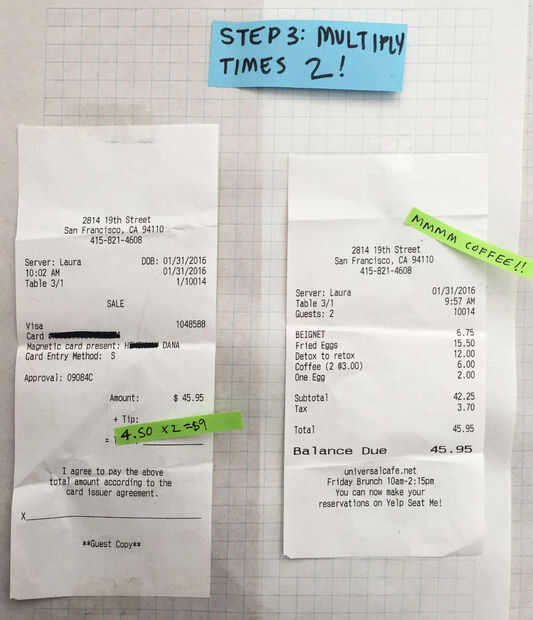 STEP 3: MULTIPLY
TIMES 2!
2814 19th Street
San Francisco, CA 94110
415-821-4608
Server: Laura DOB: 01/31/2016
10:02 AM 01/31/2016
Table 3/1 1/10014
SALE
Visa 1048588
Card
Magnetic card present: DANA
Card Entry Method: S
Approval: 09084C
Amount: $ 45.95
+ Tip:
4.50 x 2 = $9
=
I agree to pay the above
total amount according to the
card issuer agreement.
X
**Guest Copy**
MMMM COFFEE!!
2814 19th Street
San Francisco, CA 94110
415-821-4608
Server: Laura 01/31/2016
Table 3/1 9:57 AM
Guests: 2 10014
BEIGNET 6.75
Fried Eggs 15.50
Detox to retox 12.00
Coffee (2 @3.00) 6.00
One Egg 2.00
Subtotal 42.25
Tax 3.70
Total 45.95
Balance Due 45.95
universalcafe.net
Friday Brunch 10am-2:15pm
You can now make your
reservations on Yelp Seat Me!